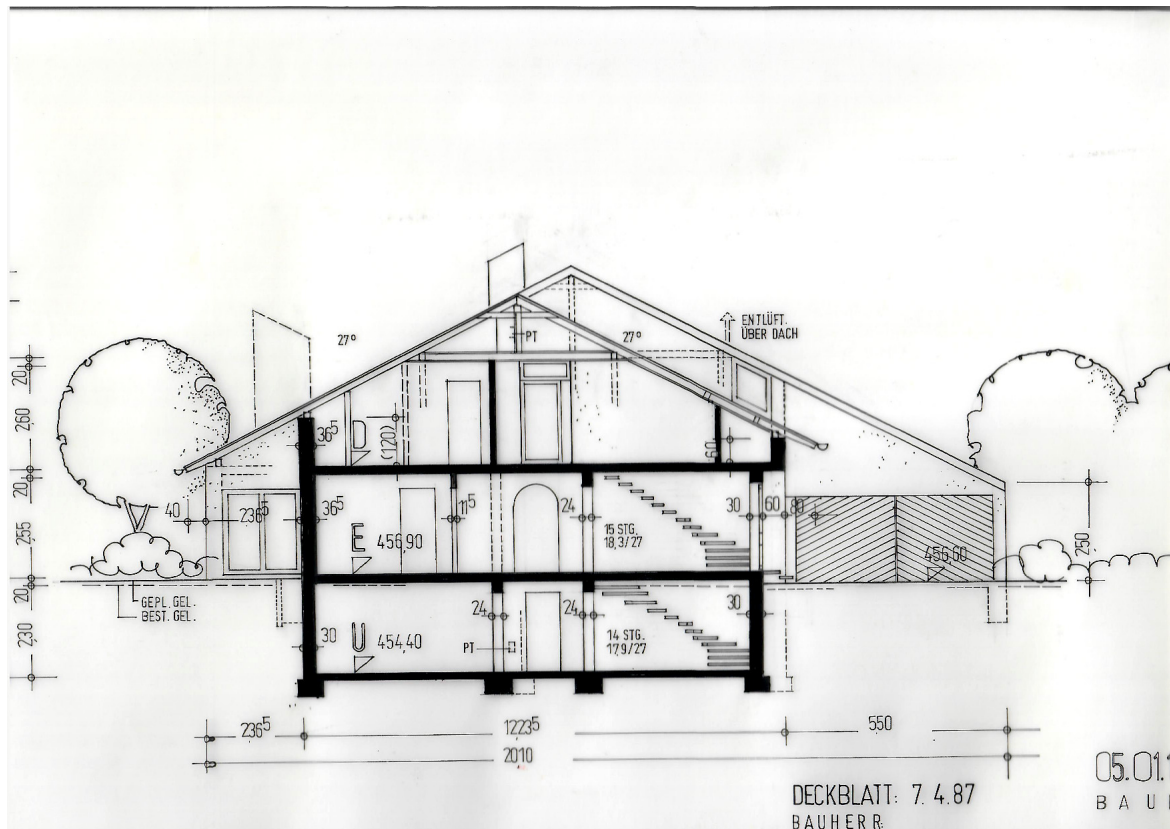 ENTLÜFT.
ÜBER DACH
27°
PT
27°
20
260
20
255
20
230
36⁵
D
(120)
60
40
236⁵
36⁵
E 456,90
11⁵
24
15 STG.
18,3/27
30
60
80
456,60
250
GEPL. GEL.
BEST. GEL.
30
U 454,40
24
PT
24
14 STG.
17,9/27
30
236⁵
1223⁵
550
2010
05.01.1
DECKBLATT: 7. 4.87
BAUHERR: